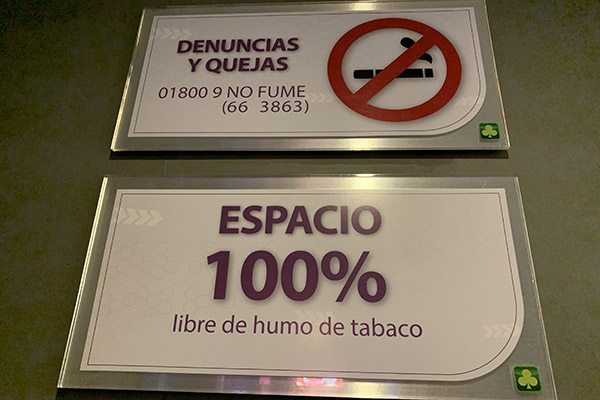 DENUNCIAS
Y QUEJAS
01800 9 NO FUME
(66 3863)
ESPACIO
100%
libre de humo de tabaco